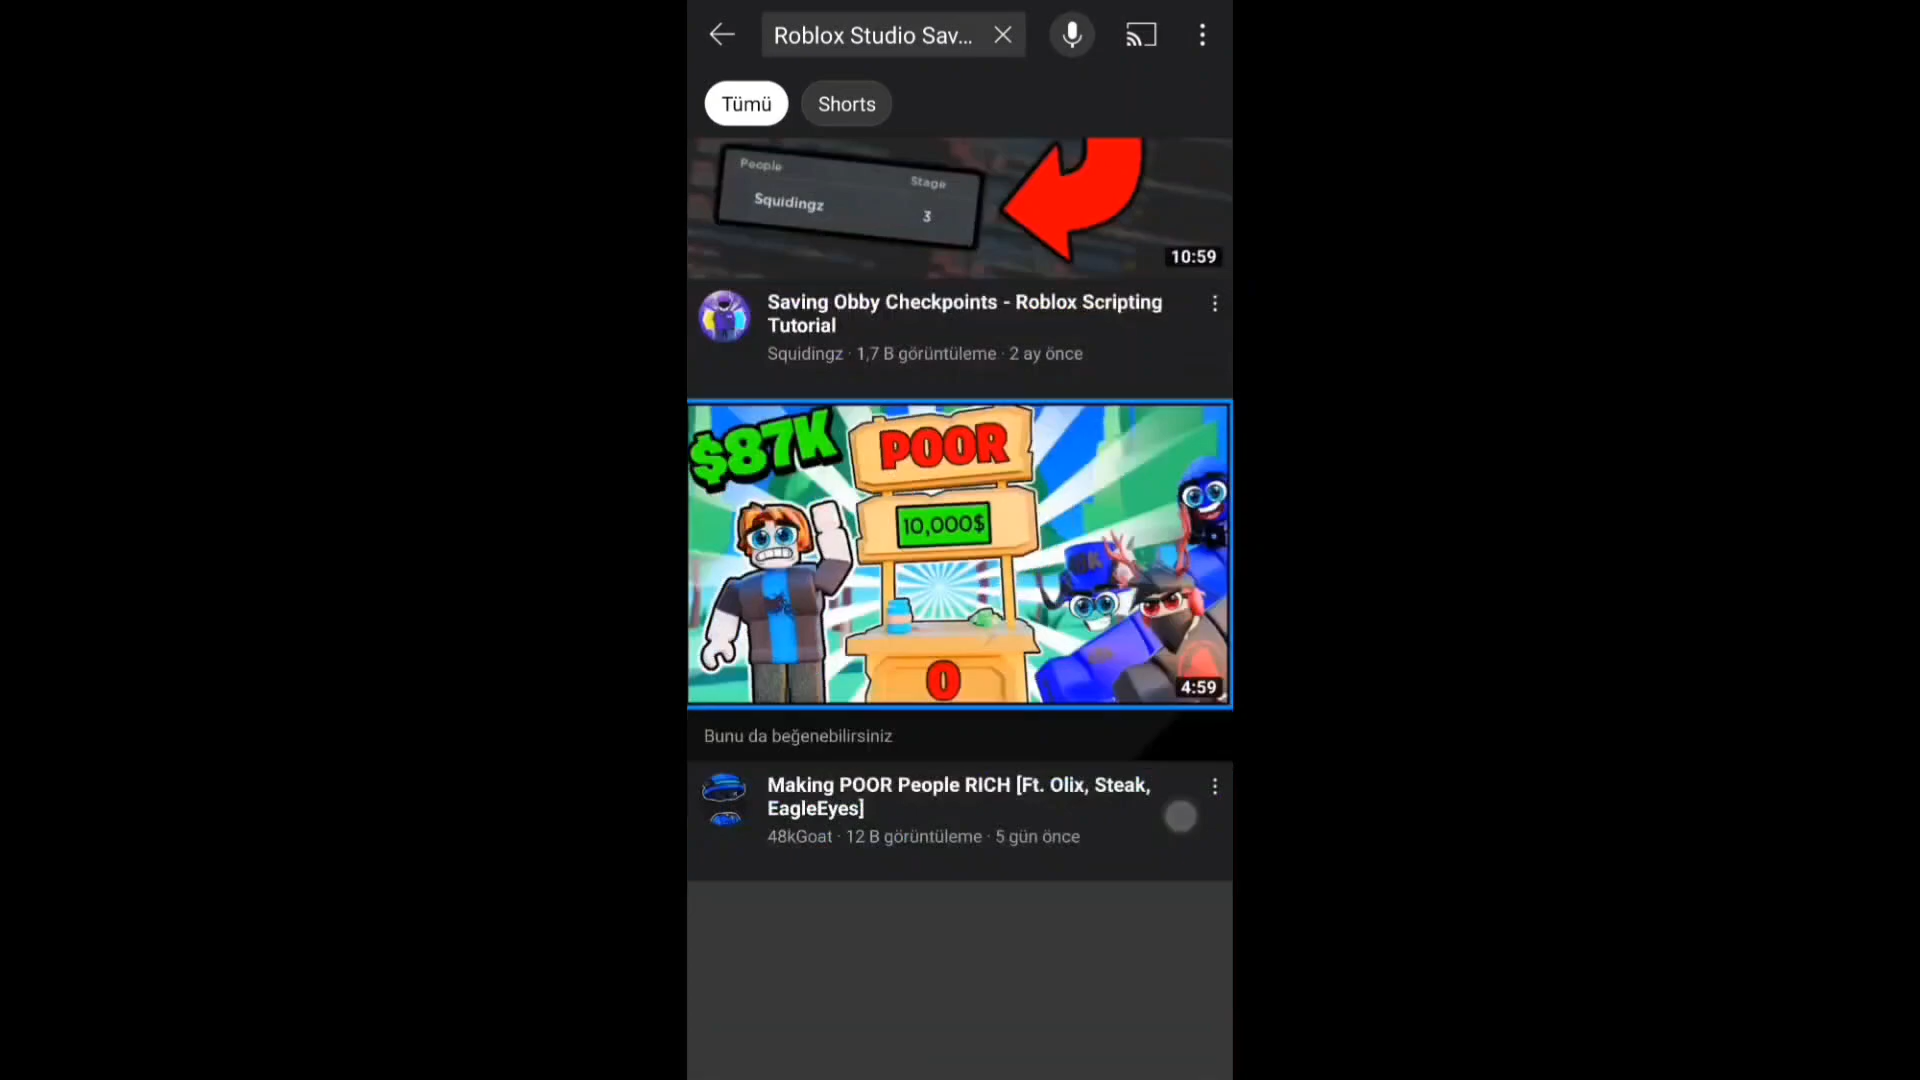 Roblox Studio Sav...
Tümü
Shorts
People
Stage
Squidingz
3
10:59
Saving Obby Checkpoints - Roblox Scripting
Tutorial
Squidingz · 1,7 B görüntüleme · 2 ay önce
$87K
POOR
10,000$
0
4:59
Bunu da beğenebilirsiniz
Making POOR People RICH [Ft. Olix, Steak,
EagleEyes]
48kGoat · 12 B görüntüleme · 5 gün önce